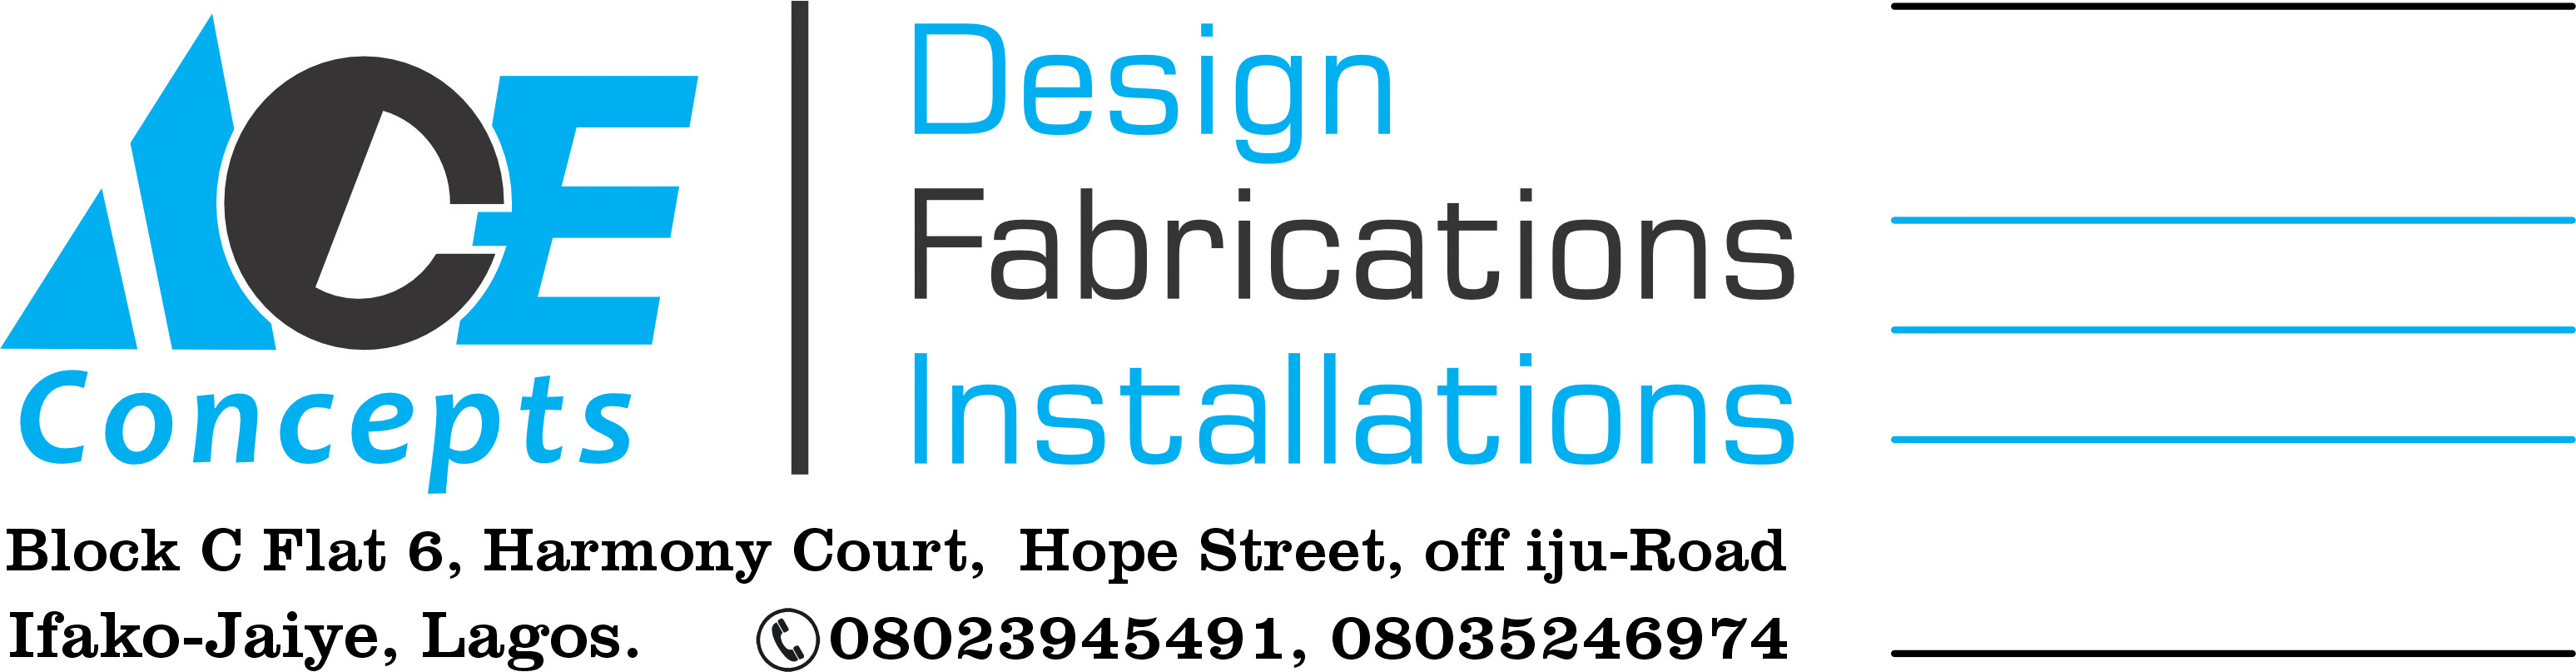 ACE
Concepts
Design
Fabrications
Installations
Block C Flat 6, Harmony Court, Hope Street, off iju-Road
Ifako-Jaiye, Lagos. 08023945491, 08035246974